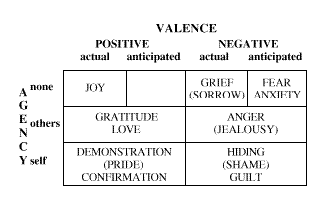 VALENCE
POSITIVE NEGATIVE
actual anticipated actual anticipated
AGENCY
none JOY GRIEF (SORROW) FEAR ANXIETY
others GRATITUDE LOVE ANGER (JEALOUSY)
self DEMONSTRATION (PRIDE) CONFIRMATION HIDING (SHAME) GUILT